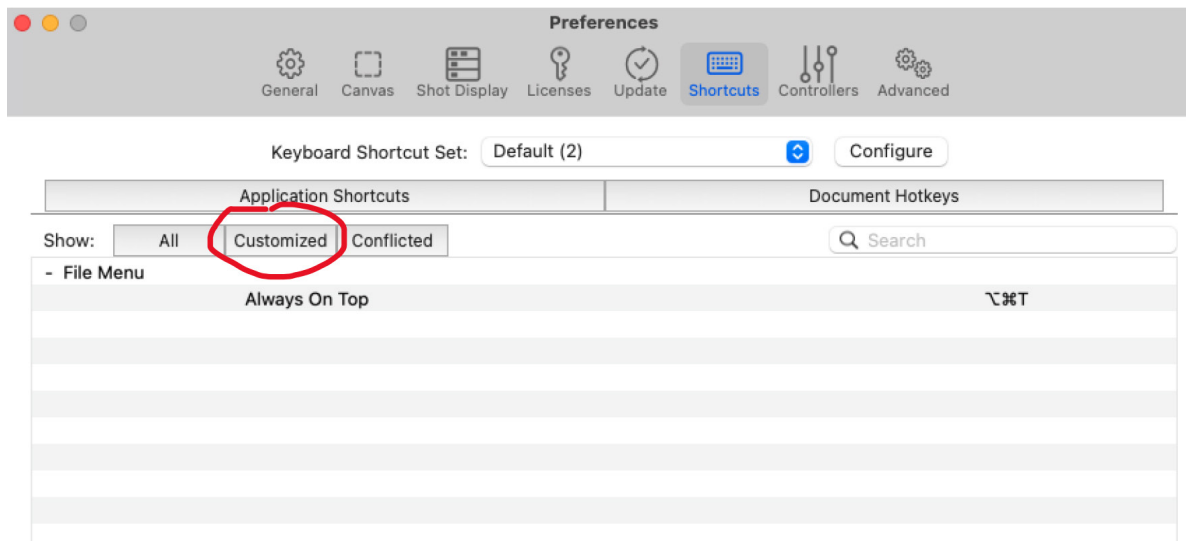 Preferences
General Canvas Shot Display Licenses Update Shortcuts Controllers Advanced
Keyboard Shortcut Set: Default (2) Configure
Application Shortcuts Document Hotkeys
Show: All Customized Conflicted Search
- File Menu
Always On Top ⌥⌘T